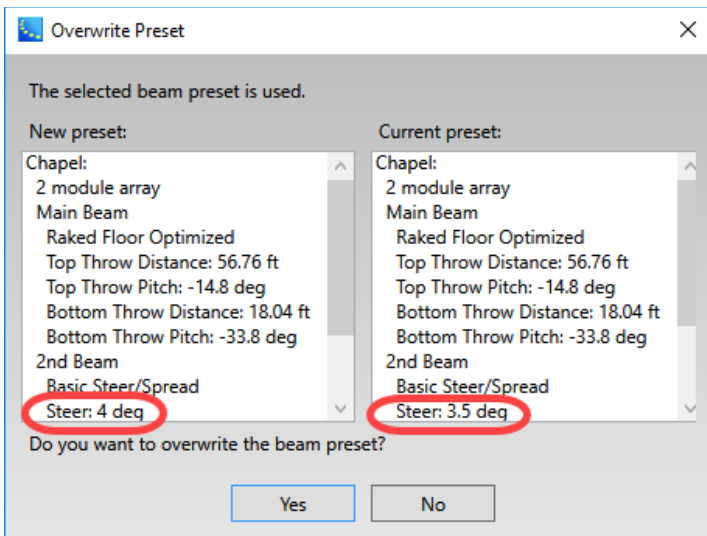 Overwrite Preset
The selected beam preset is used.
New preset:
Chapel:
2 module array
Main Beam
Raked Floor Optimized
Top Throw Distance: 56.76 ft
Top Throw Pitch: -14.8 deg
Bottom Throw Distance: 18.04 ft
Bottom Throw Pitch: -33.8 deg
2nd Beam
Basic Steer/Spread
Steer: 4 deg
Current preset:
Chapel:
2 module array
Main Beam
Raked Floor Optimized
Top Throw Distance: 56.76 ft
Top Throw Pitch: -14.8 deg
Bottom Throw Distance: 18.04 ft
Bottom Throw Pitch: -33.8 deg
2nd Beam
Basic Steer/Spread
Steer: 3.5 deg
Do you want to overwrite the beam preset?
Yes
No